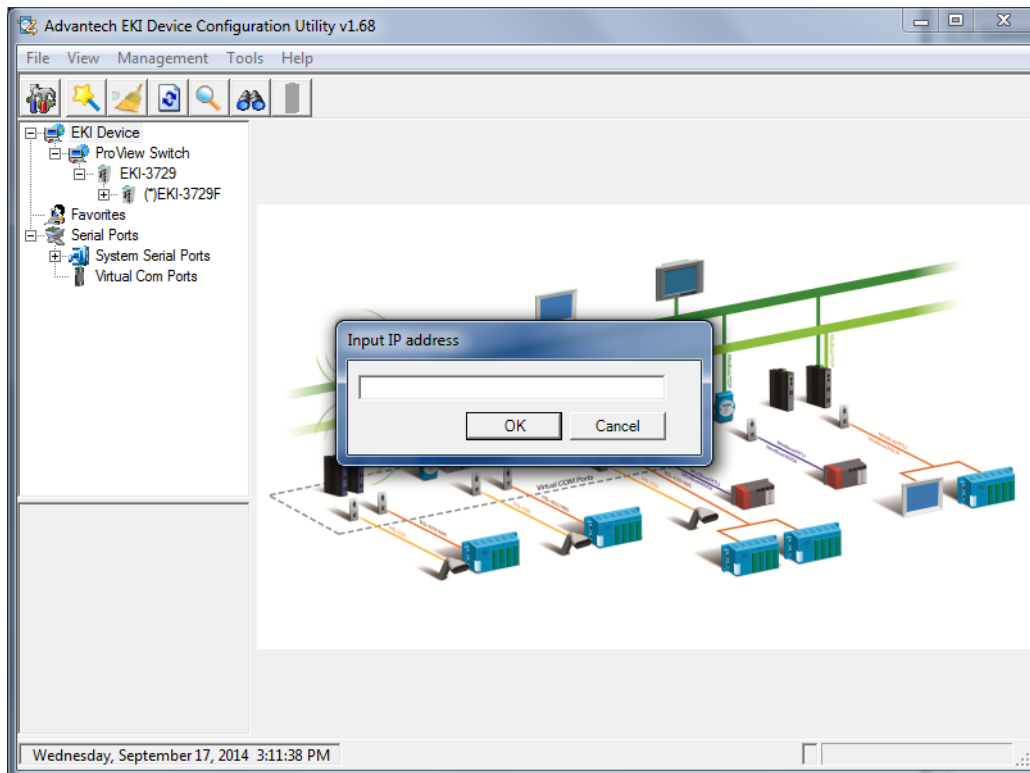 Advantech EKI Device Configuration Utility v1.68
File View Management Tools Help
EKI Device
ProView Switch
EKI-3729
(*)EKI-3729F
Favorites
Serial Ports
System Serial Ports
Virtual Com Ports
Input IP address
OK Cancel
Virtual COM Ports
Wednesday, September 17, 2014 3:11:38 PM